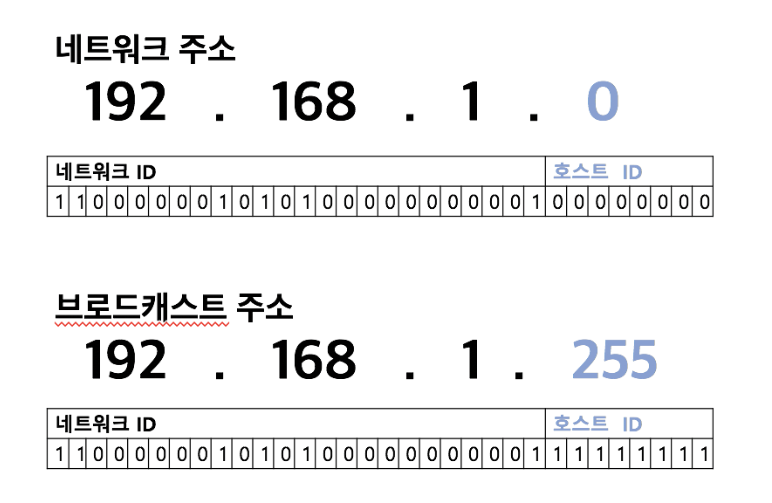 네트워크 주소
192 . 168 . 1 . 0
네트워크 ID 호스트 ID
1 1 0 0 0 0 0 0 1 0 1 0 1 0 0 0 0 0 0 0 0 0 0 1 0 0 0 0 0 0 0 0
브로드캐스트 주소
192 . 168 . 1 . 255
네트워크 ID 호스트 ID
1 1 0 0 0 0 0 0 1 0 1 0 1 0 0 0 0 0 0 0 0 0 0 1 1 1 1 1 1 1 1 1